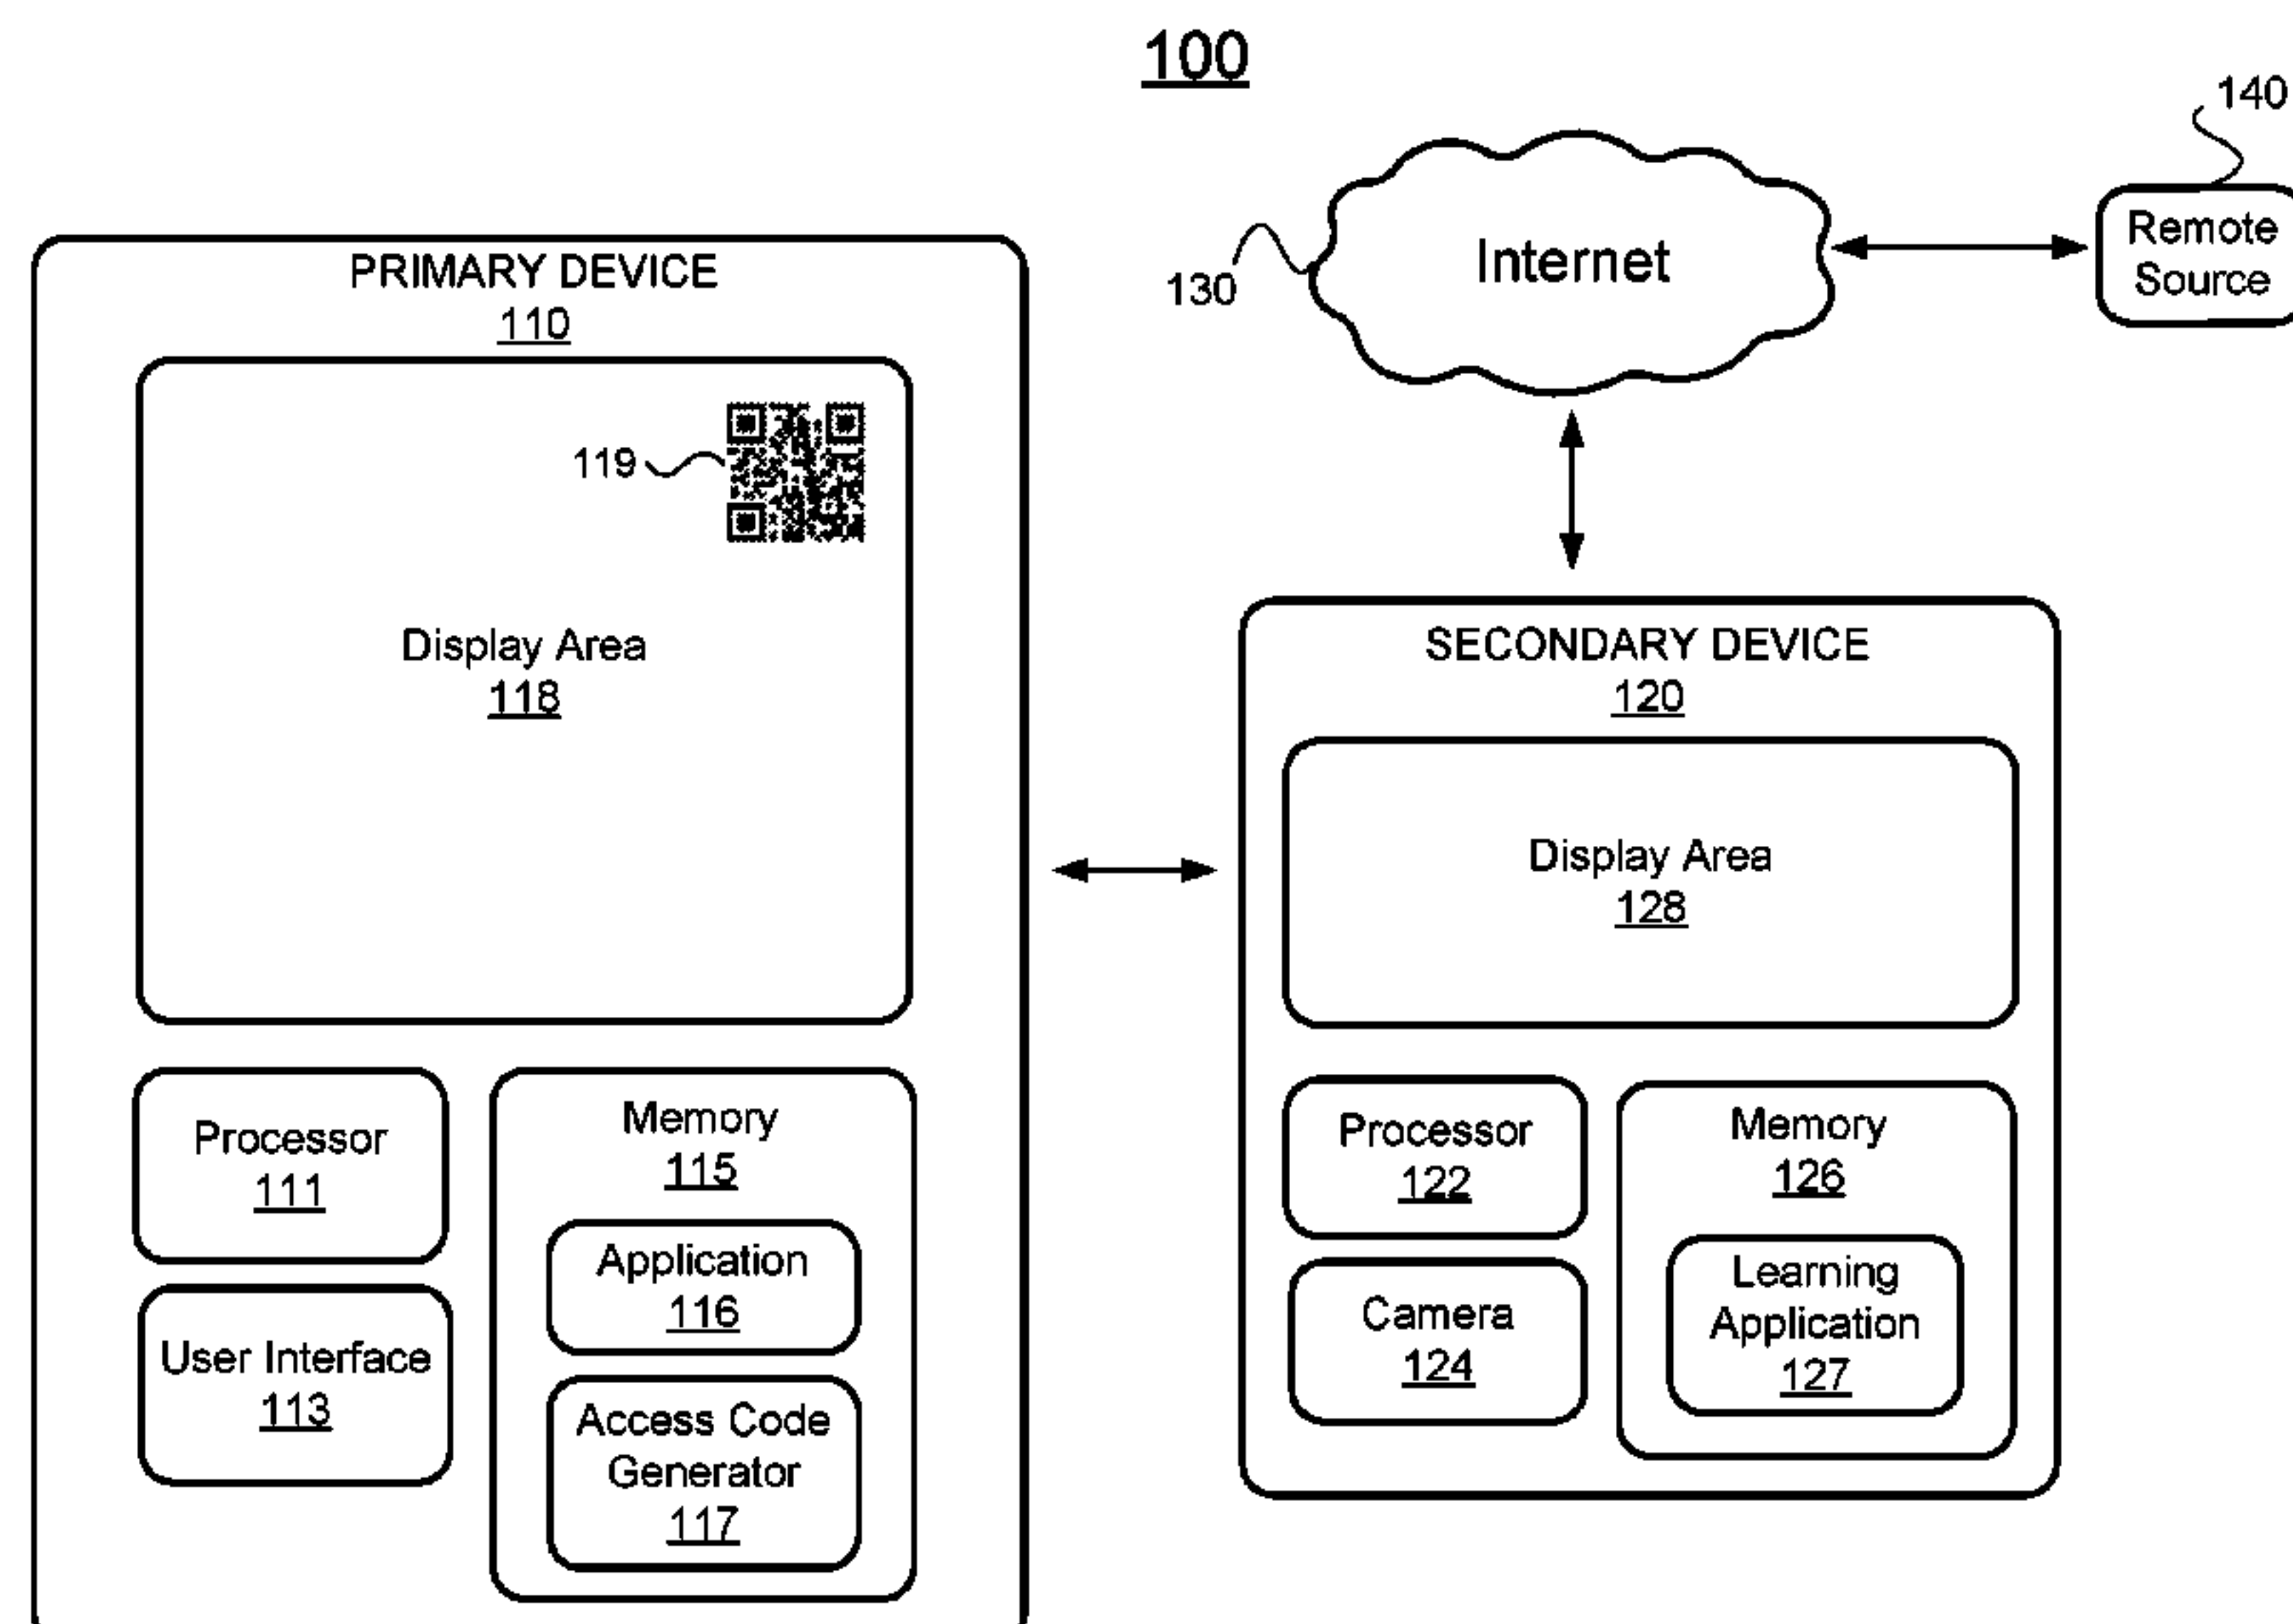 100
140
Remote
Source
Internet
130
PRIMARY DEVICE
110
119
Display Area
118
Processor
111
User Interface
113
Memory
115
Application
116
Access Code
Generator
117
SECONDARY DEVICE
120
Display Area
128
Processor
122
Camera
124
Memory
126
Learning
Application
127